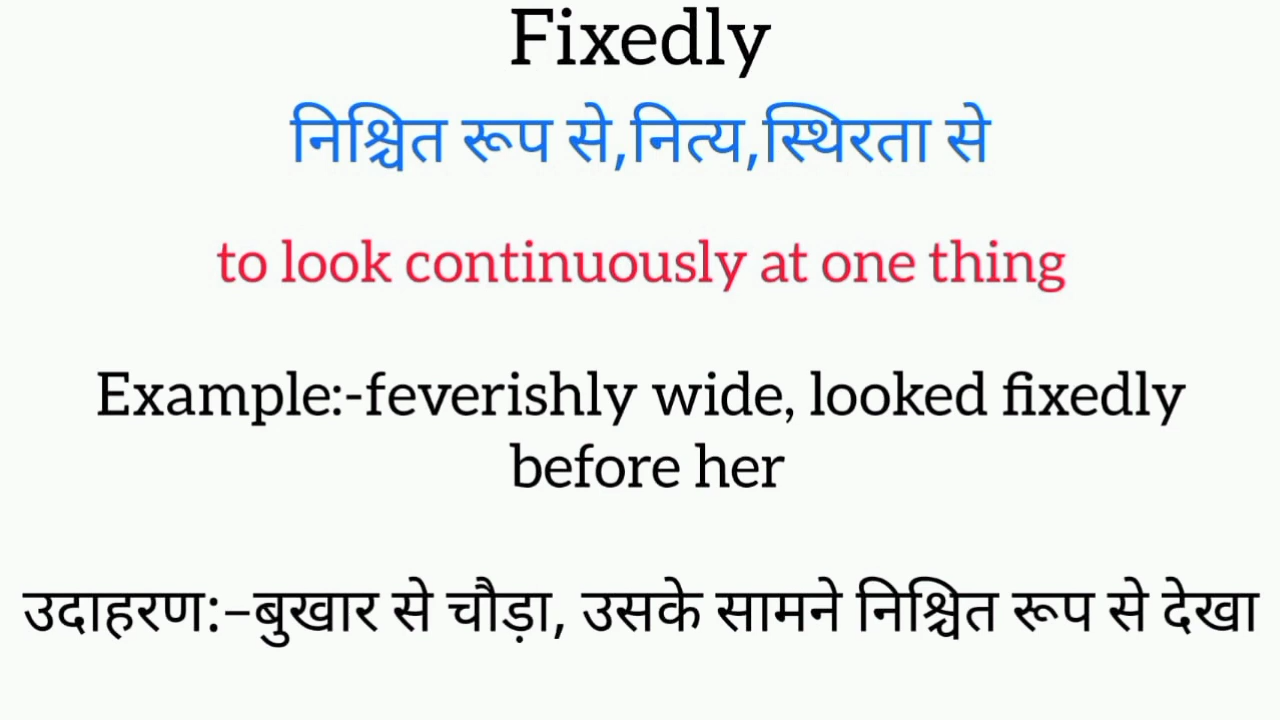 Fixedly
निश्चित रूप से,नित्य,स्थिरता से
to look continuously at one thing
Example:-feverishly wide, looked fixedly
before her
उदाहरण:–बुखार से चौड़ा, उसके सामने निश्चित रूप से देखा